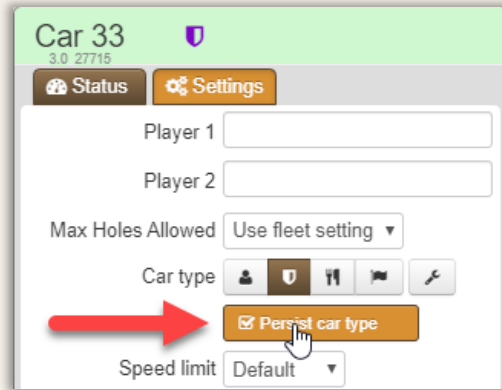 Car 33
3.0 27715
Status Settings
Player 1
Player 2
Max Holes Allowed Use fleet setting
Car type
Persist car type
Speed limit Default